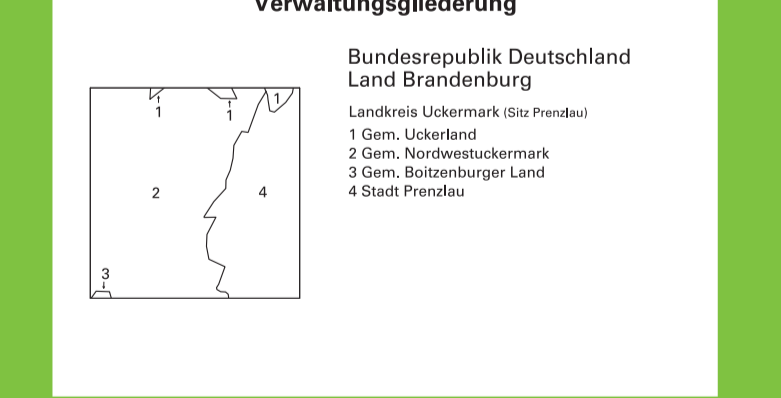 Verwaltungsgliederung
Bundesrepublik Deutschland
Land Brandenburg
Landkreis Uckermark (Sitz Prenzlau)
1 Gem. Uckerland
2 Gem. Nordwestuckermark
3 Gem. Boitzenburger Land
4 Stadt Prenzlau
1
1
1
2
4
3